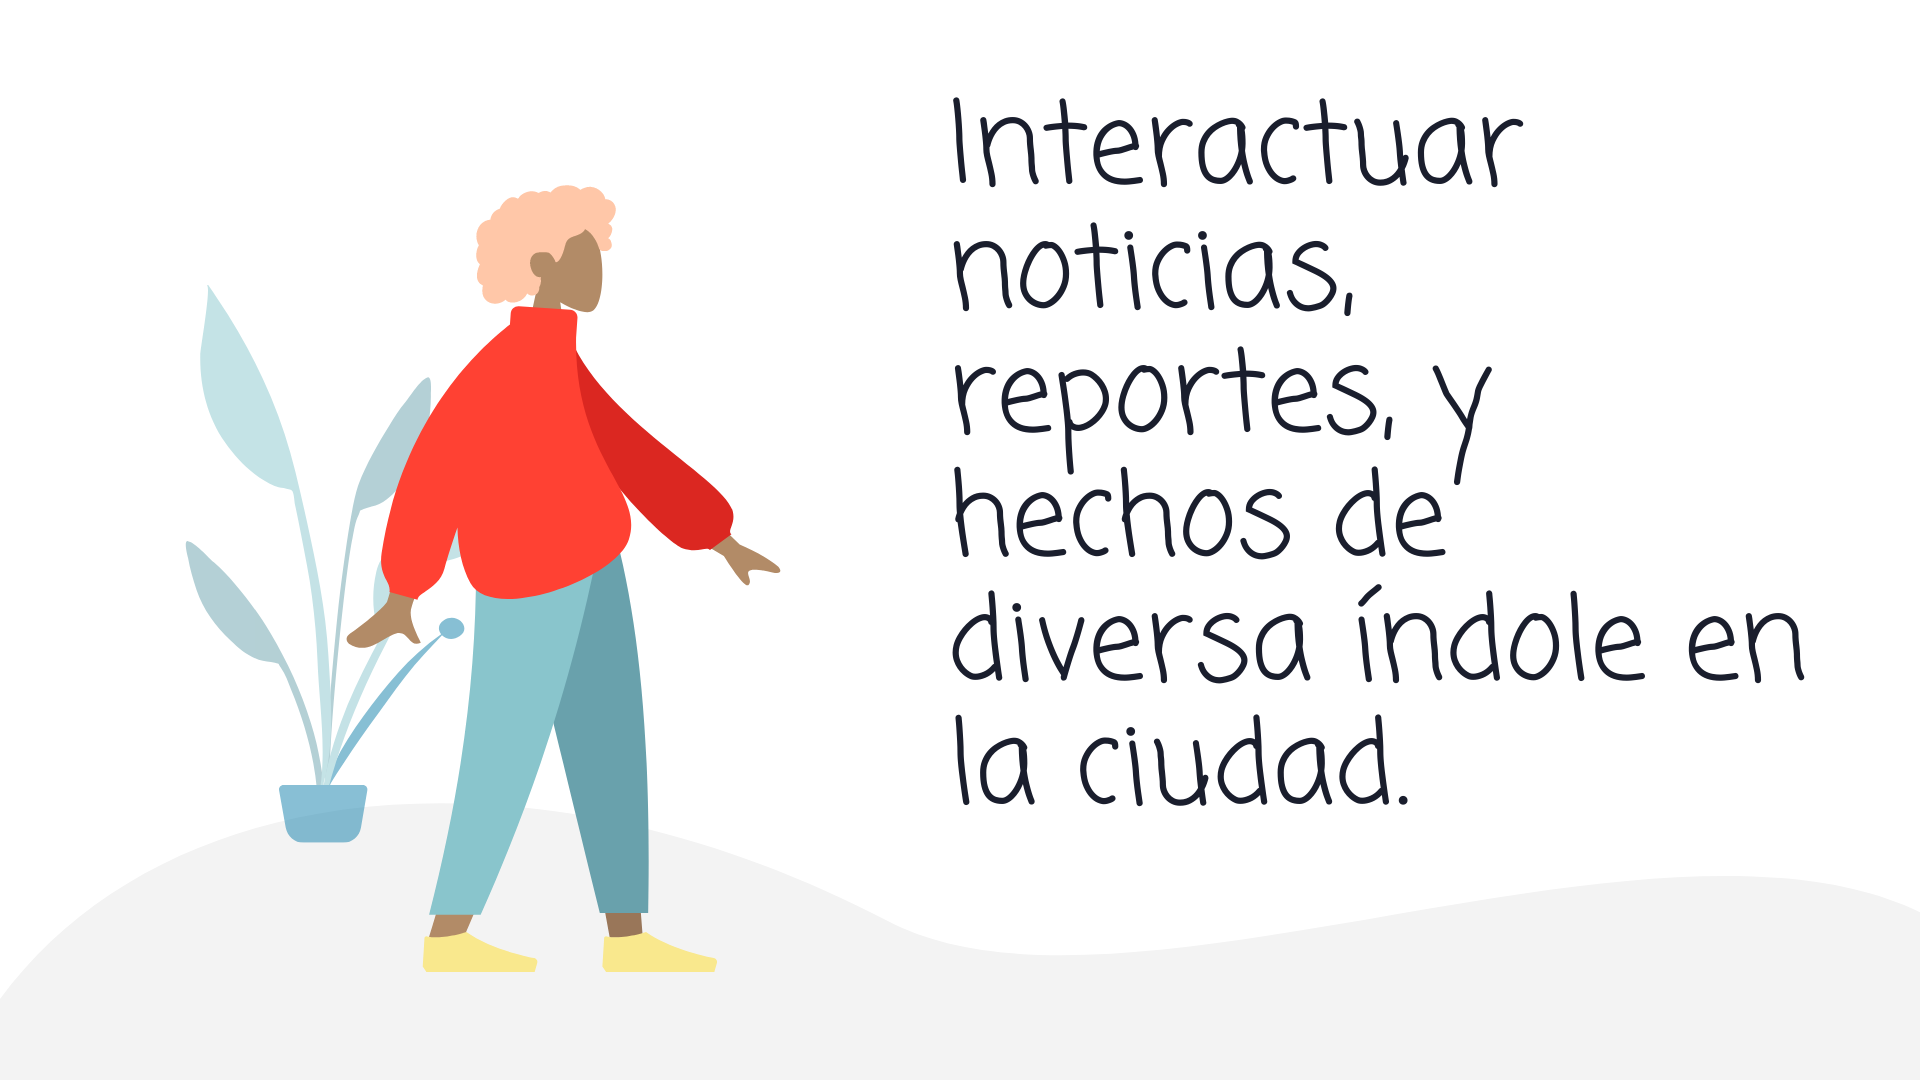 Interactuar
noticias,
reportes, y
hechos de
diversa índole en
la ciudad.